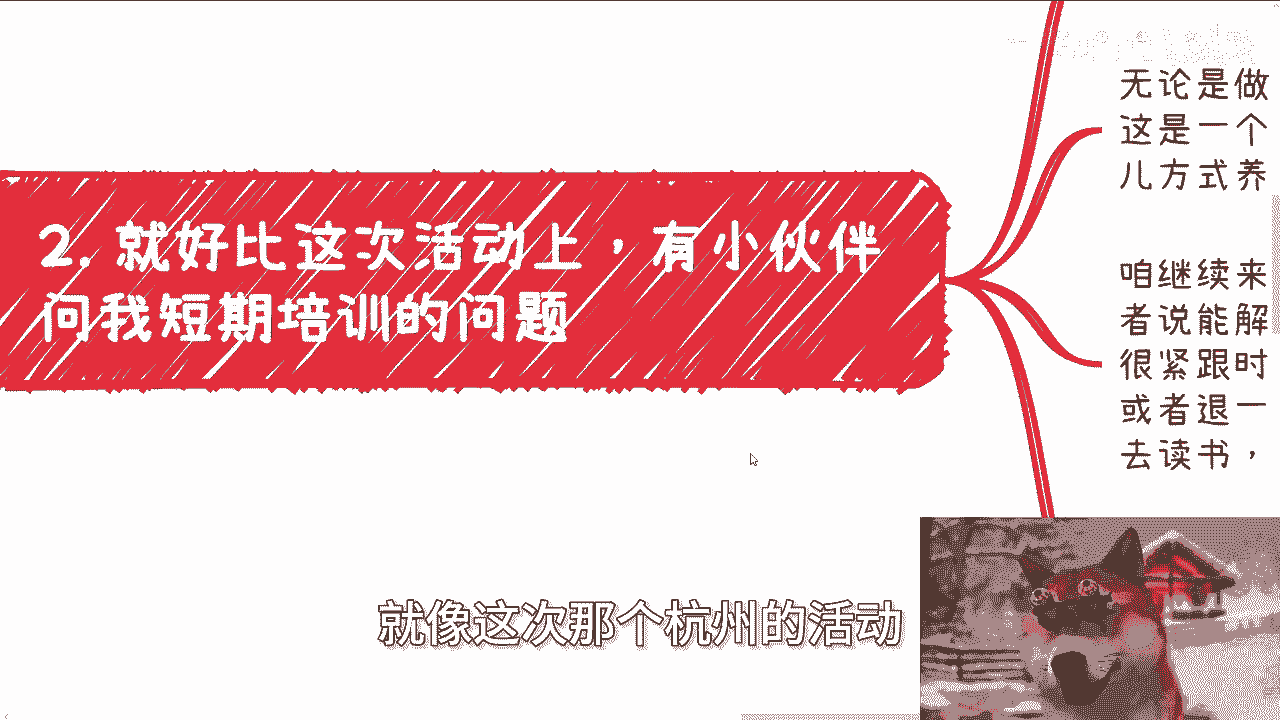 无论是做
这是一个
儿方式养
2. 就好比这次活动上，有小伙伴
问我短期培训的问题
咱继续来
者说能解
很紧跟时
或者退一
去读书，
就像这次那个杭州的活动